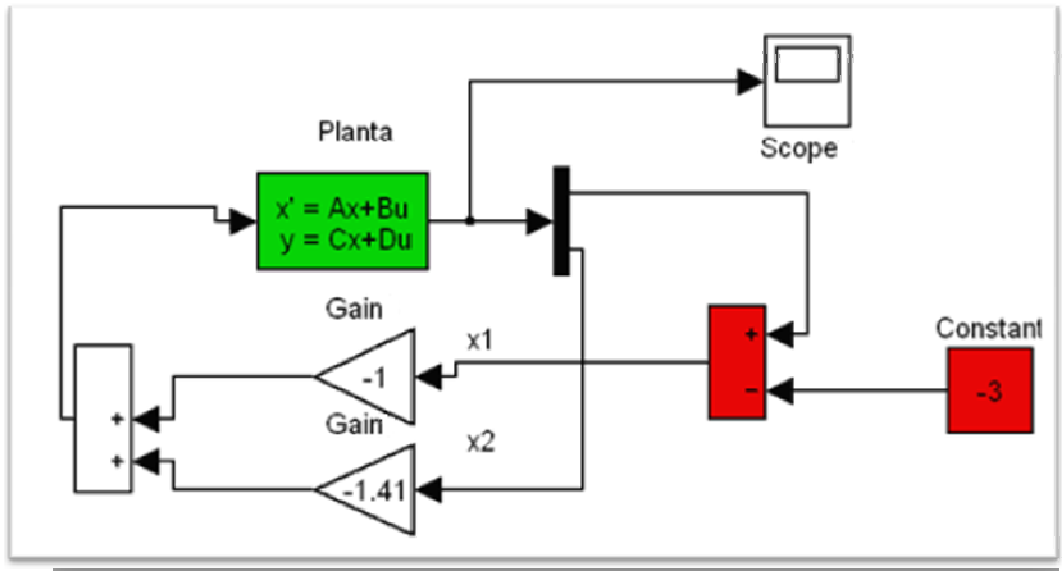 Planta
Scope
x' = Ax+Bu
y = Cx+Du
Gain
x1
-1
+
-
Constant
-3
+
+
Gain
x2
-1.41